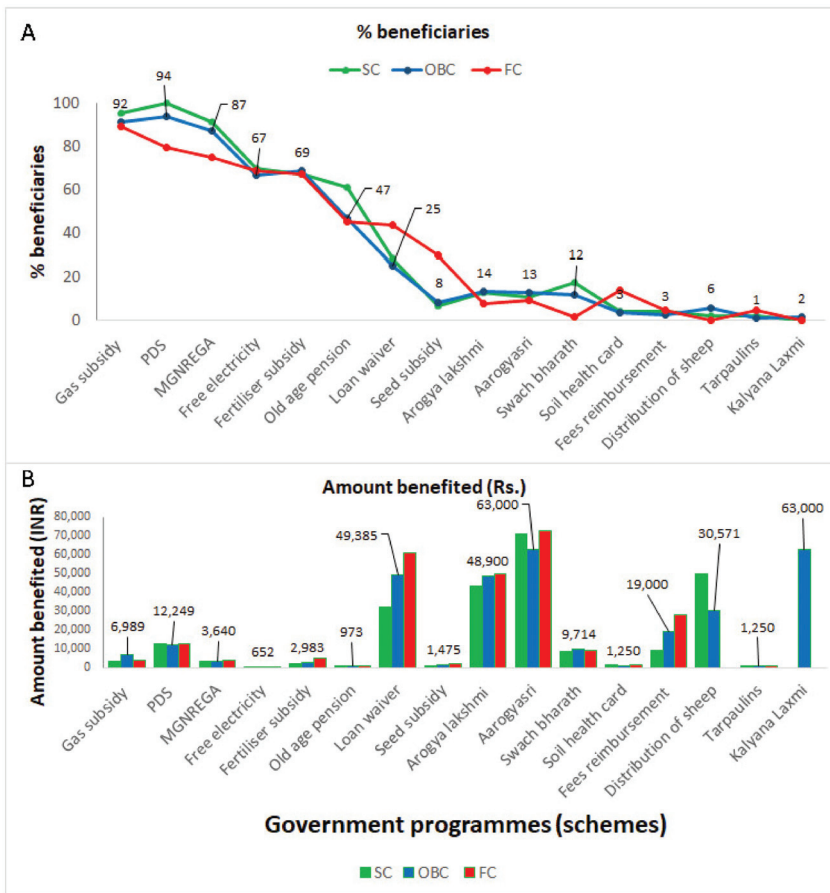 A
% beneficiaries
SC OBC FC
% beneficiaries
100
80
60
40
20
0
92 94 87 67 69 47 25 8 14 13 12 3 3 6 1 2
Gas subsidy
PDS
MGNREGA
Free electricity
Fertiliser subsidy
Old age pension
Loan waiver
Seed subsidy
Arogya lakshmi
Aarogyasri
Swach bharath
Soil health card
Fees reimbursement
Distribution of sheep
Tarpaulins
Kalyana Laxmi
B
Amount benefited (Rs.)
Amount benefited (INR)
80,000
70,000
60,000
50,000
40,000
30,000
20,000
10,000
0
6,989 12,249 3,640 652 2,983 973 49,385 1,475 48,900 63,000 9,714 1,250 19,000 30,571 1,250 63,000
Gas subsidy
PDS
MGNREGA
Free electricity
Fertiliser subsidy
Old age pension
Loan waiver
Seed subsidy
Arogya lakshmi
Aarogyasri
Swach bharath
Soil health card
Fees reimbursement
Distribution of sheep
Tarpaulins
Kalyana Laxmi
Government programmes (schemes)
SC OBC FC